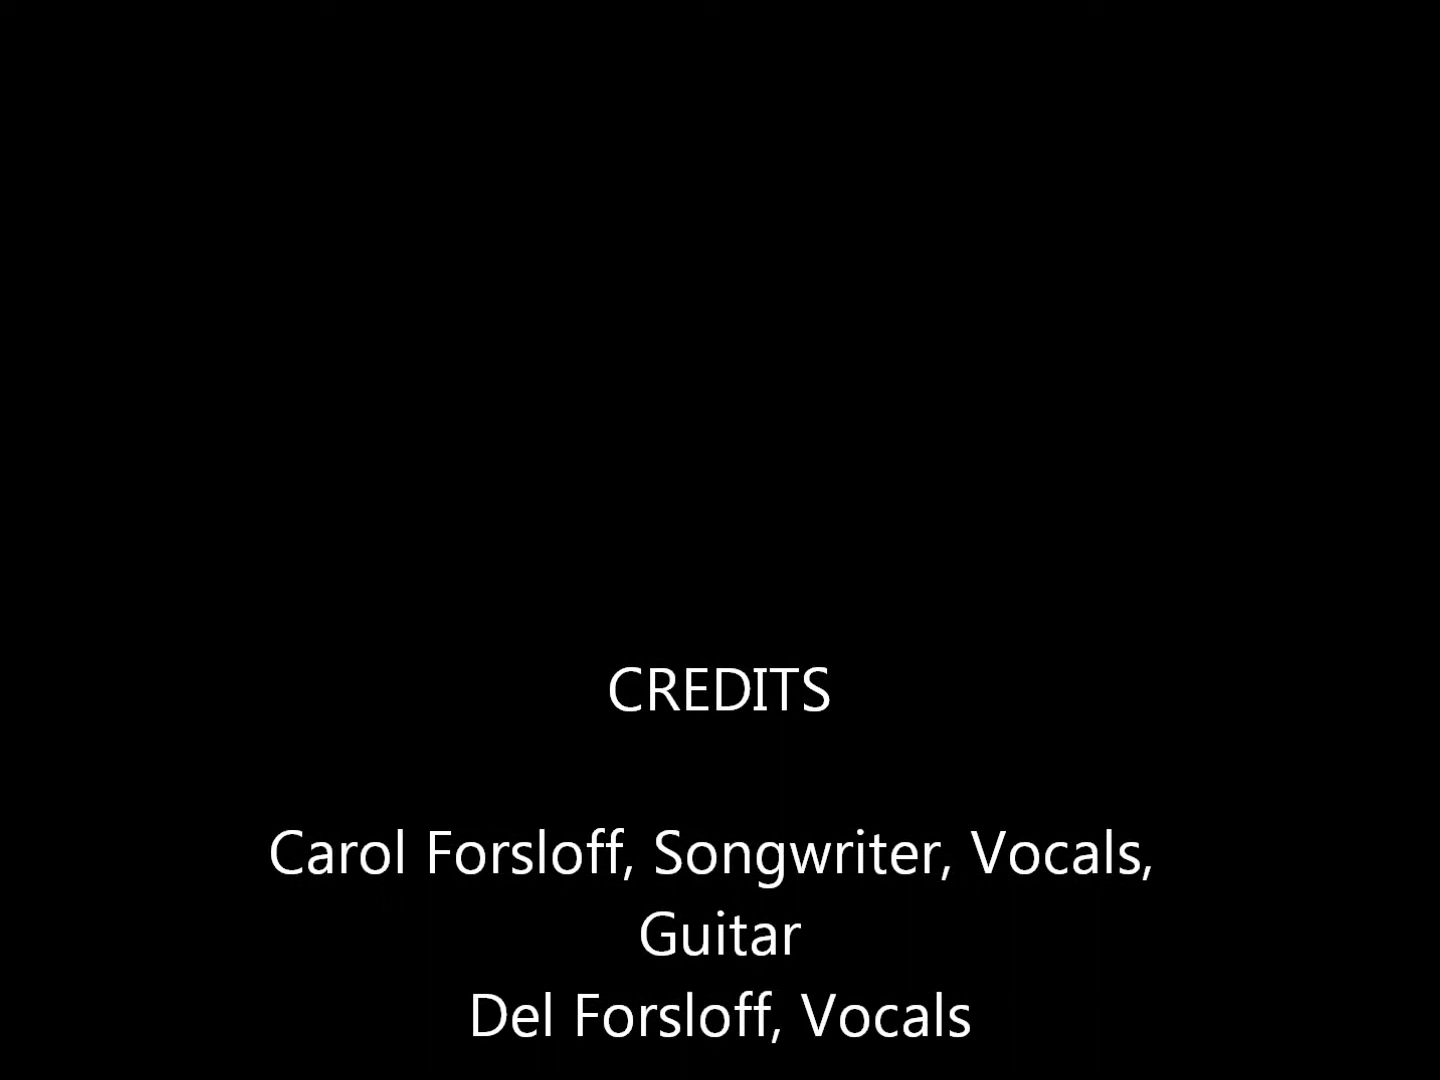 CREDITS
Carol Forsloff, Songwriter, Vocals,
Guitar
Del Forsloff, Vocals